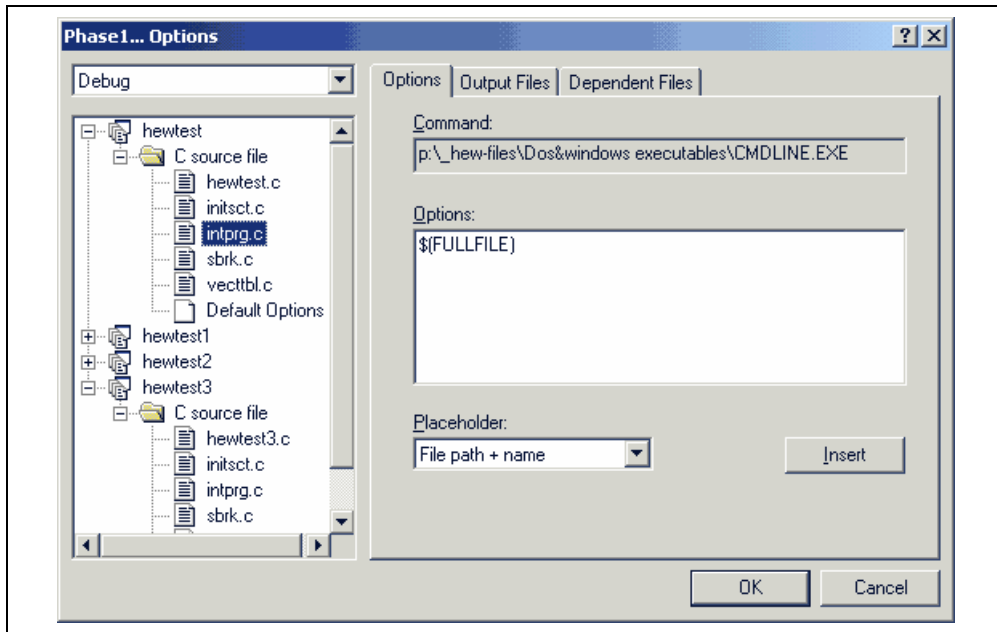 Phase1... Options
Debug
hewtest
C source file
hewtest.c
initsct.c
intprg.c
sbrk.c
vecttbl.c
Default Options
hewtest1
hewtest2
hewtest3
C source file
hewtest3.c
initsct.c
intprg.c
sbrk.c
Options Output Files Dependent Files
Command:
p:\_hew-files\Dos&windows executables\CMDLINE.EXE
Options:
$(FULLFILE)
Placeholder:
File path + name
Insert
OK Cancel